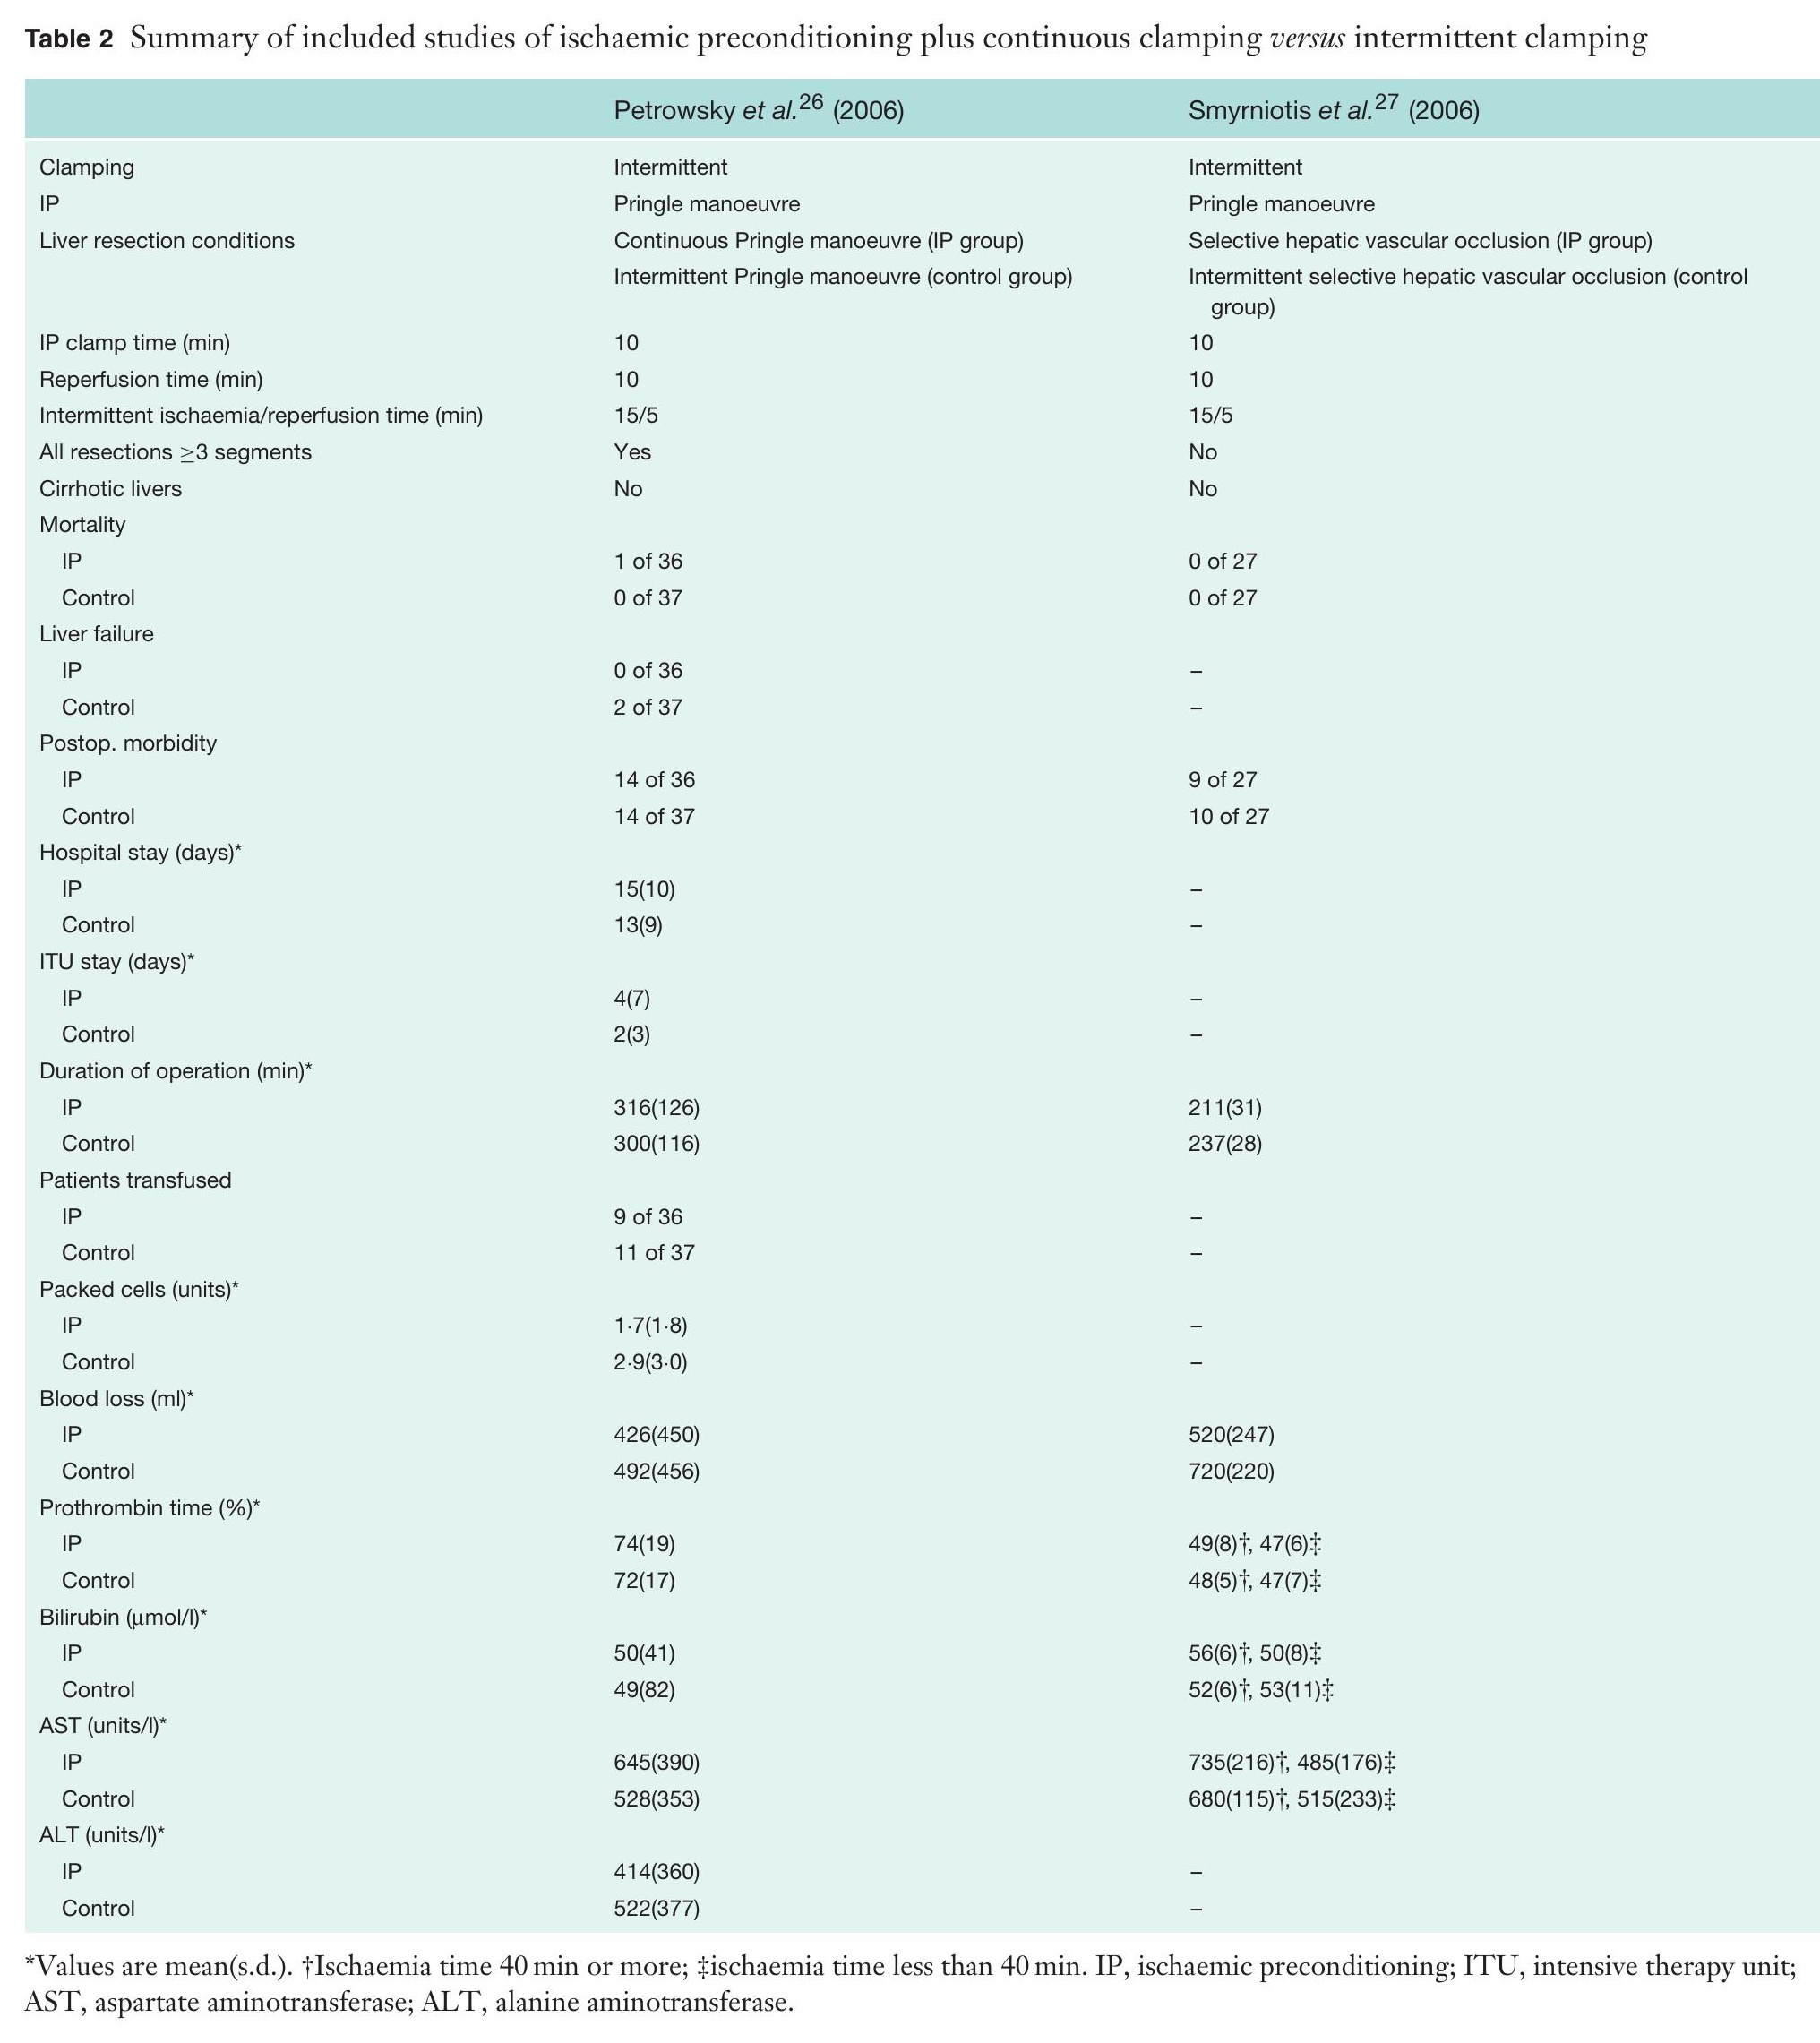 Table 2 Summary of included studies of ischaemic preconditioning plus continuous clamping versus intermittent clamping
Petrowsky et al.26 (2006) Smyrniotis et al.27 (2006)
Clamping Intermittent Intermittent
IP Pringle manoeuvre Pringle manoeuvre
Liver resection conditions Continuous Pringle manoeuvre (IP group) Selective hepatic vascular occlusion (IP group)
Intermittent Pringle manoeuvre (control group) Intermittent selective hepatic vascular occlusion (control
group)
IP clamp time (min) 10 10
Reperfusion time (min) 10 10
Intermittent ischaemia/reperfusion time (min) 15/5 15/5
All resections ≥3 segments Yes No
Cirrhotic livers No No
Mortality
IP 1 of 36 0 of 27
Control 0 of 37 0 of 27
Liver failure
IP 0 of 36 –
Control 2 of 37 –
Postop. morbidity
IP 14 of 36 9 of 27
Control 14 of 37 10 of 27
Hospital stay (days)*
IP 15(10) –
Control 13(9) –
ITU stay (days)*
IP 4(7) –
Control 2(3) –
Duration of operation (min)*
IP 316(126) 211(31)
Control 300(116) 237(28)
Patients transfused
IP 9 of 36 –
Control 11 of 37 –
Packed cells (units)*
IP 1·7(1·8) –
Control 2·9(3·0) –
Blood loss (ml)*
IP 426(450) 520(247)
Control 492(456) 720(220)
Prothrombin time (%)*
IP 74(19) 49(8)†, 47(6)‡
Control 72(17) 48(5)†, 47(7)‡
Bilirubin (μmol/l)*
IP 50(41) 56(6)†, 50(8)‡
Control 49(82) 52(6)†, 53(11)‡
AST (units/l)*
IP 645(390) 735(216)†, 485(176)‡
Control 528(353) 680(115)†, 515(233)‡
ALT (units/l)*
IP 414(360) –
Control 522(377) –
*Values are mean(s.d.). †Ischaemia time 40 min or more; ‡ischaemia time less than 40 min. IP, ischaemic preconditioning; ITU, intensive therapy unit;
AST, aspartate aminotransferase; ALT, alanine aminotransferase.